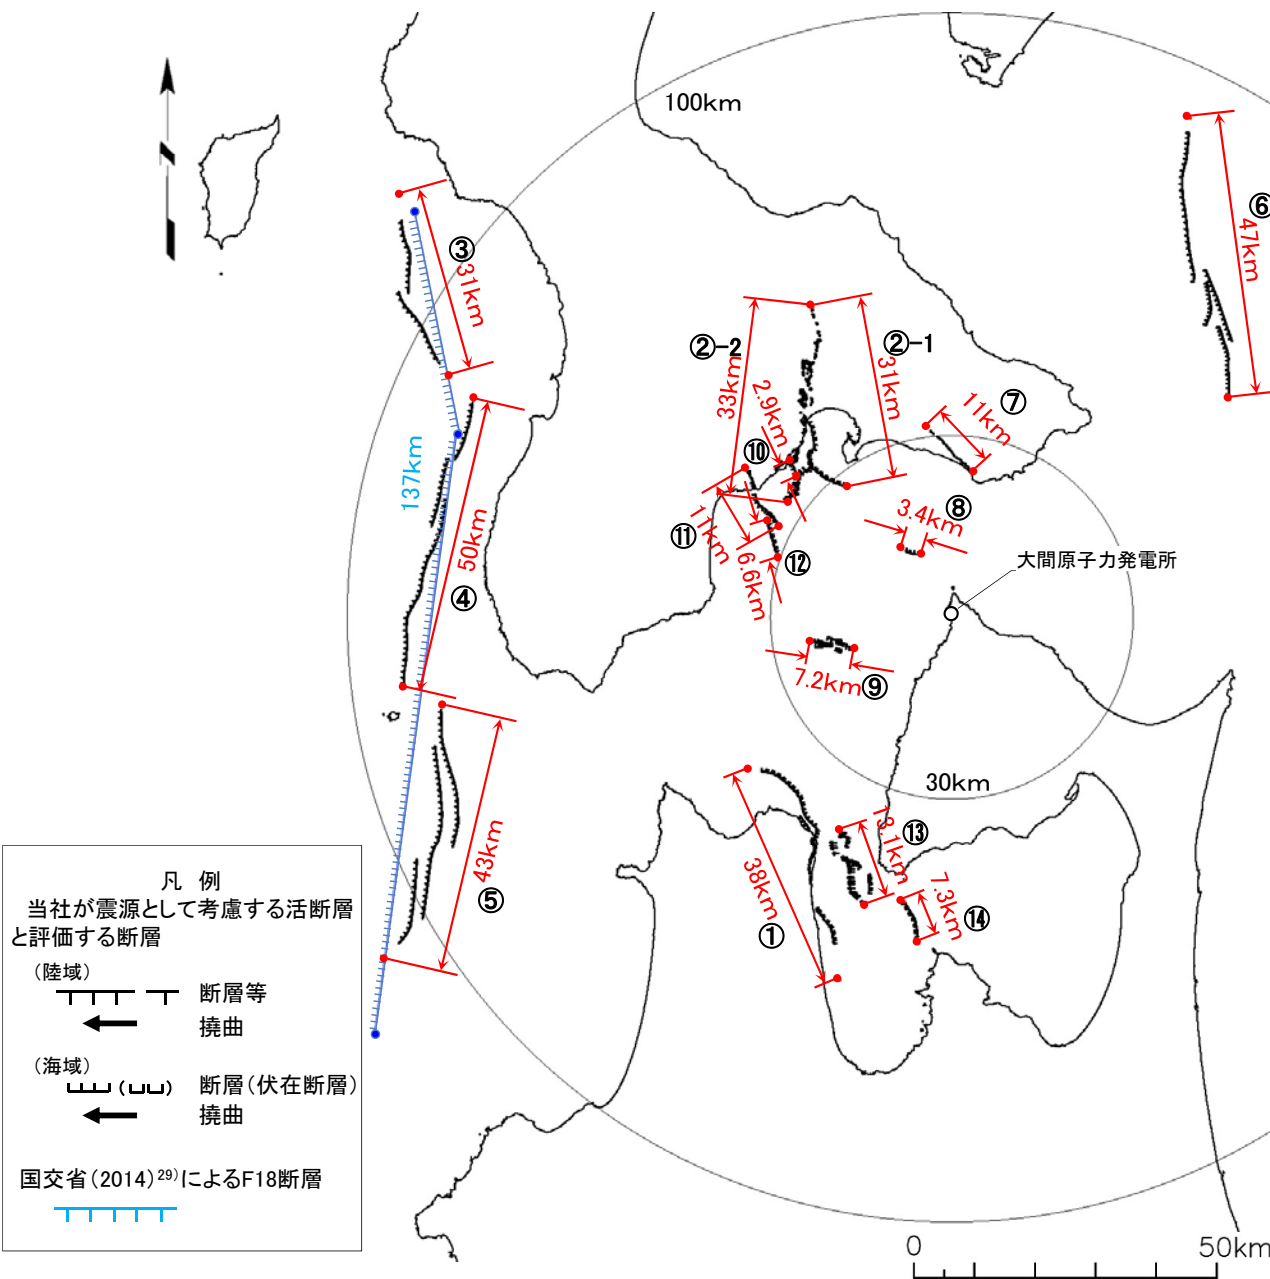 100km
③
31km
⑥
47km
②-2
33km
②-1
31km
2.9km
⑦
11km
⑩
137km
50km
④
⑪
11km
6.6km
⑫
3.4km
⑧
大間原子力発電所
7.2km
⑨
30km
43km
⑤
38km
①
13.1km
⑬
7.3km
⑭
凡 例
当社が震源として考慮する活断層
と評価する断層
(陸域)
断層等
撓曲
(海域)
( )
断層(伏在断層)
撓曲
国交省(2014)29)によるF18断層
0
50km